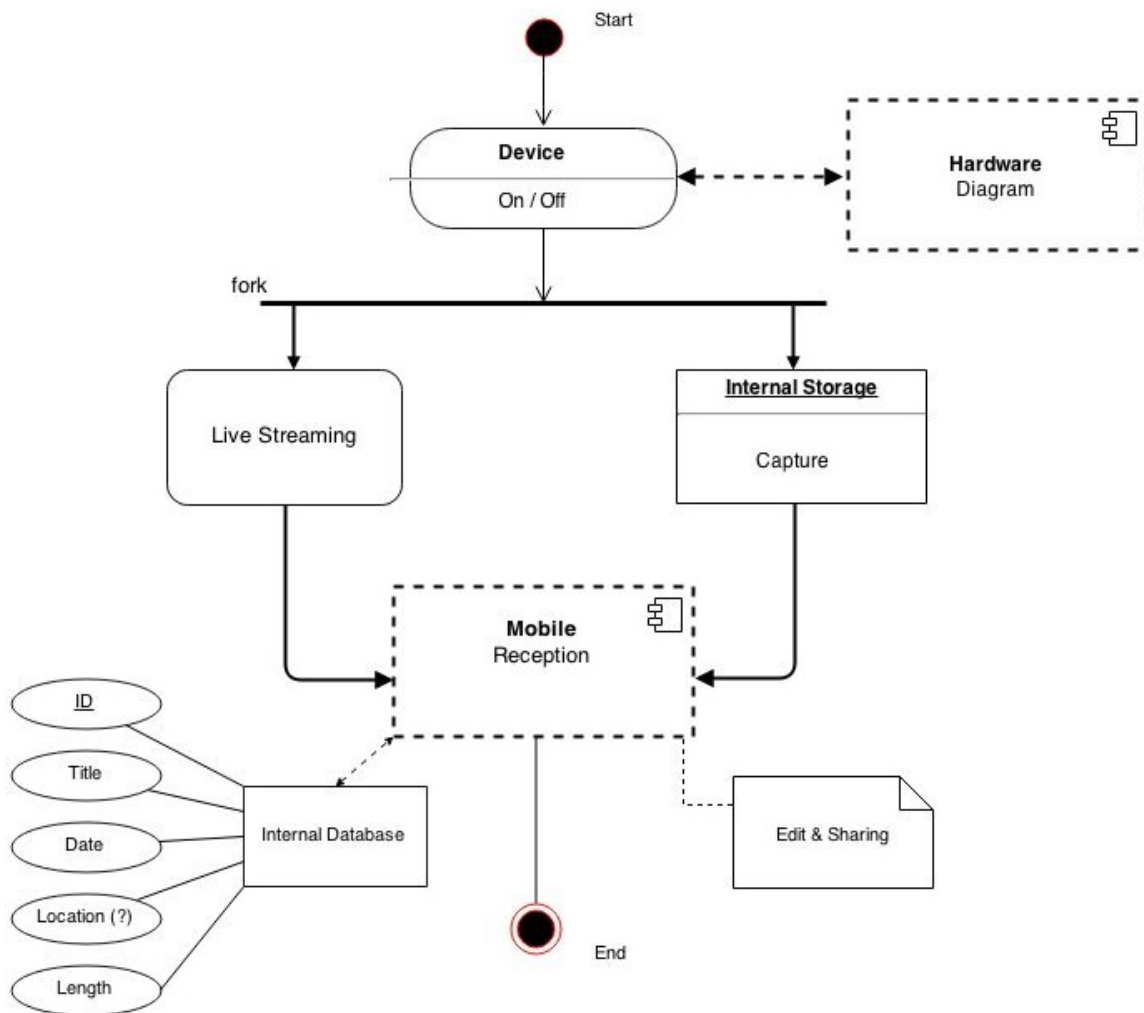 Start
Device
On / Off
Hardware
Diagram
fork
Live Streaming
Internal Storage
Capture
Mobile
Reception
ID
Title
Date
Location (?)
Length
Internal Database
Edit & Sharing
End